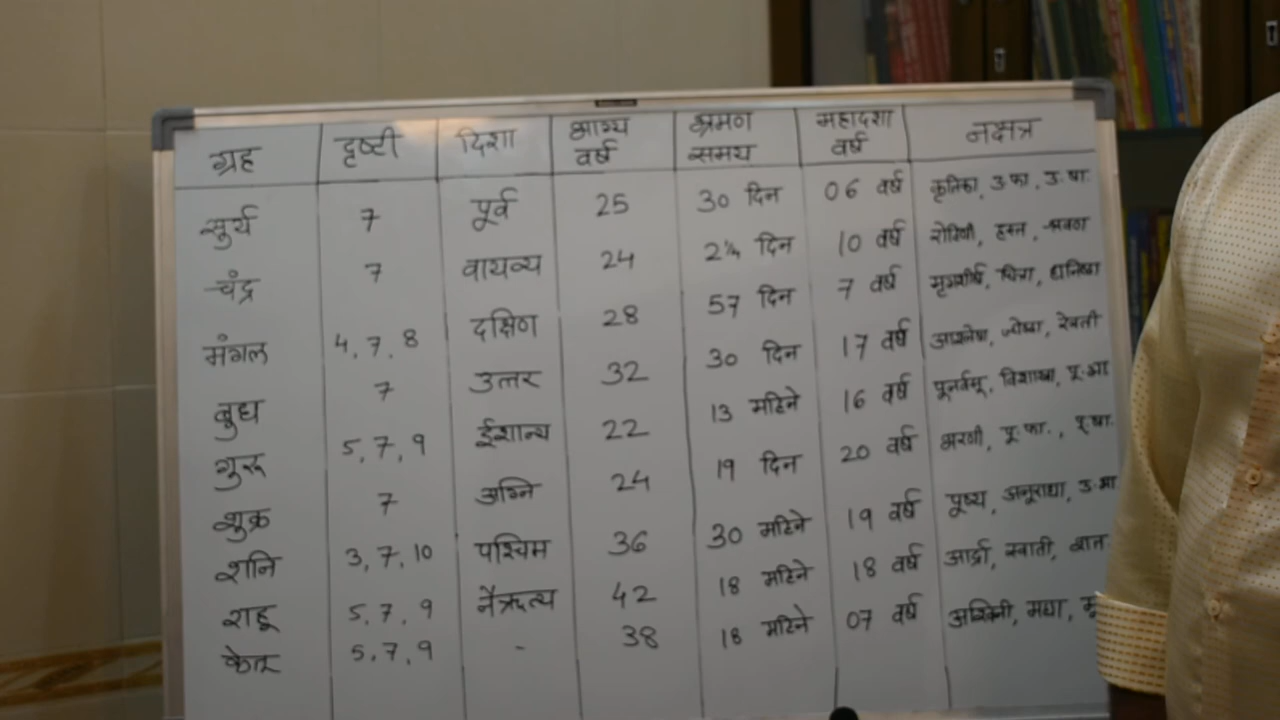 ग्रह दृष्टी दिशा भाग्य वर्ष भ्रमण समय महादशा वर्ष नक्षत्र
सुर्य 7 पूर्व 25 30 दिन 06 वर्ष कृतिका, उ.फा, उ.षा.
चंद्र 7 वायव्य 24 2¼ दिन 10 वर्ष रोहिणी, हस्त, श्रवण
मंगल 4, 7, 8 दक्षिण 28 57 दिन 7 वर्ष मृगशीर्ष, चित्रा, धनिष्ठा
बुध 7 उत्तर 32 30 दिन 17 वर्ष आश्लेषा, ज्येष्ठा, रेवती
गुरू 5, 7, 9 ईशान्य 22 13 महिने 16 वर्ष पूनर्वसू, विशाखा, पू.भा
शुक्र 7 अग्नि 24 19 दिन 20 वर्ष भरणी, पू.फा., पू.षा.
शनि 3, 7, 10 पश्चिम 36 30 महिने 19 वर्ष पूष्य, अनूराधा, उ.भा
राहू 5, 7, 9 नैऋत्य 42 18 महिने 18 वर्ष आर्द्रा, स्वाती,
केतू 5, 7, 9 - 38 18 महिने 07 वर्ष अश्विनी, मघा,